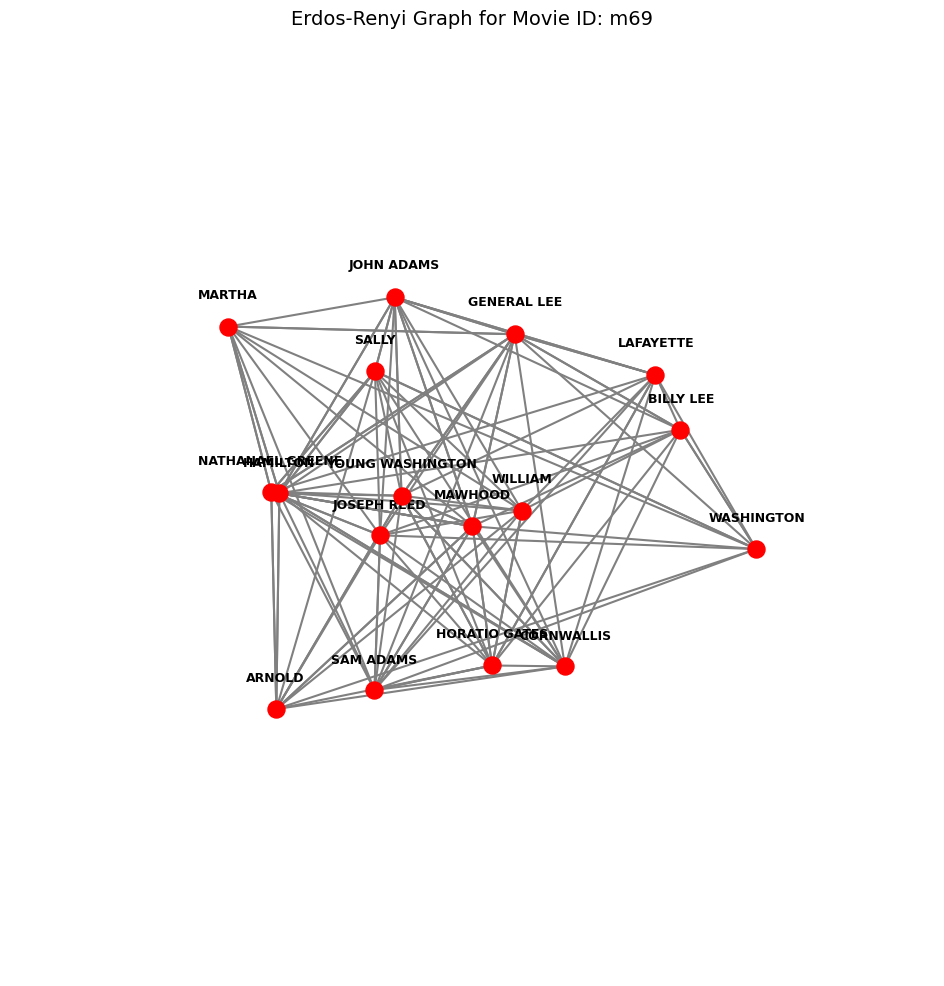 Erdos-Renyi Graph for Movie ID: m69
JOHN ADAMS
MARTHA
GENERAL LEE
SALLY
LAFAYETTE
BILLY LEE
NATHANAEL GREENE
HAMILTON
YOUNG WASHINGTON
WILLIAM
MAWHOOD
JOSEPH REED
WASHINGTON
HORATIO GATES
CORNWALLIS
SAM ADAMS
ARNOLD